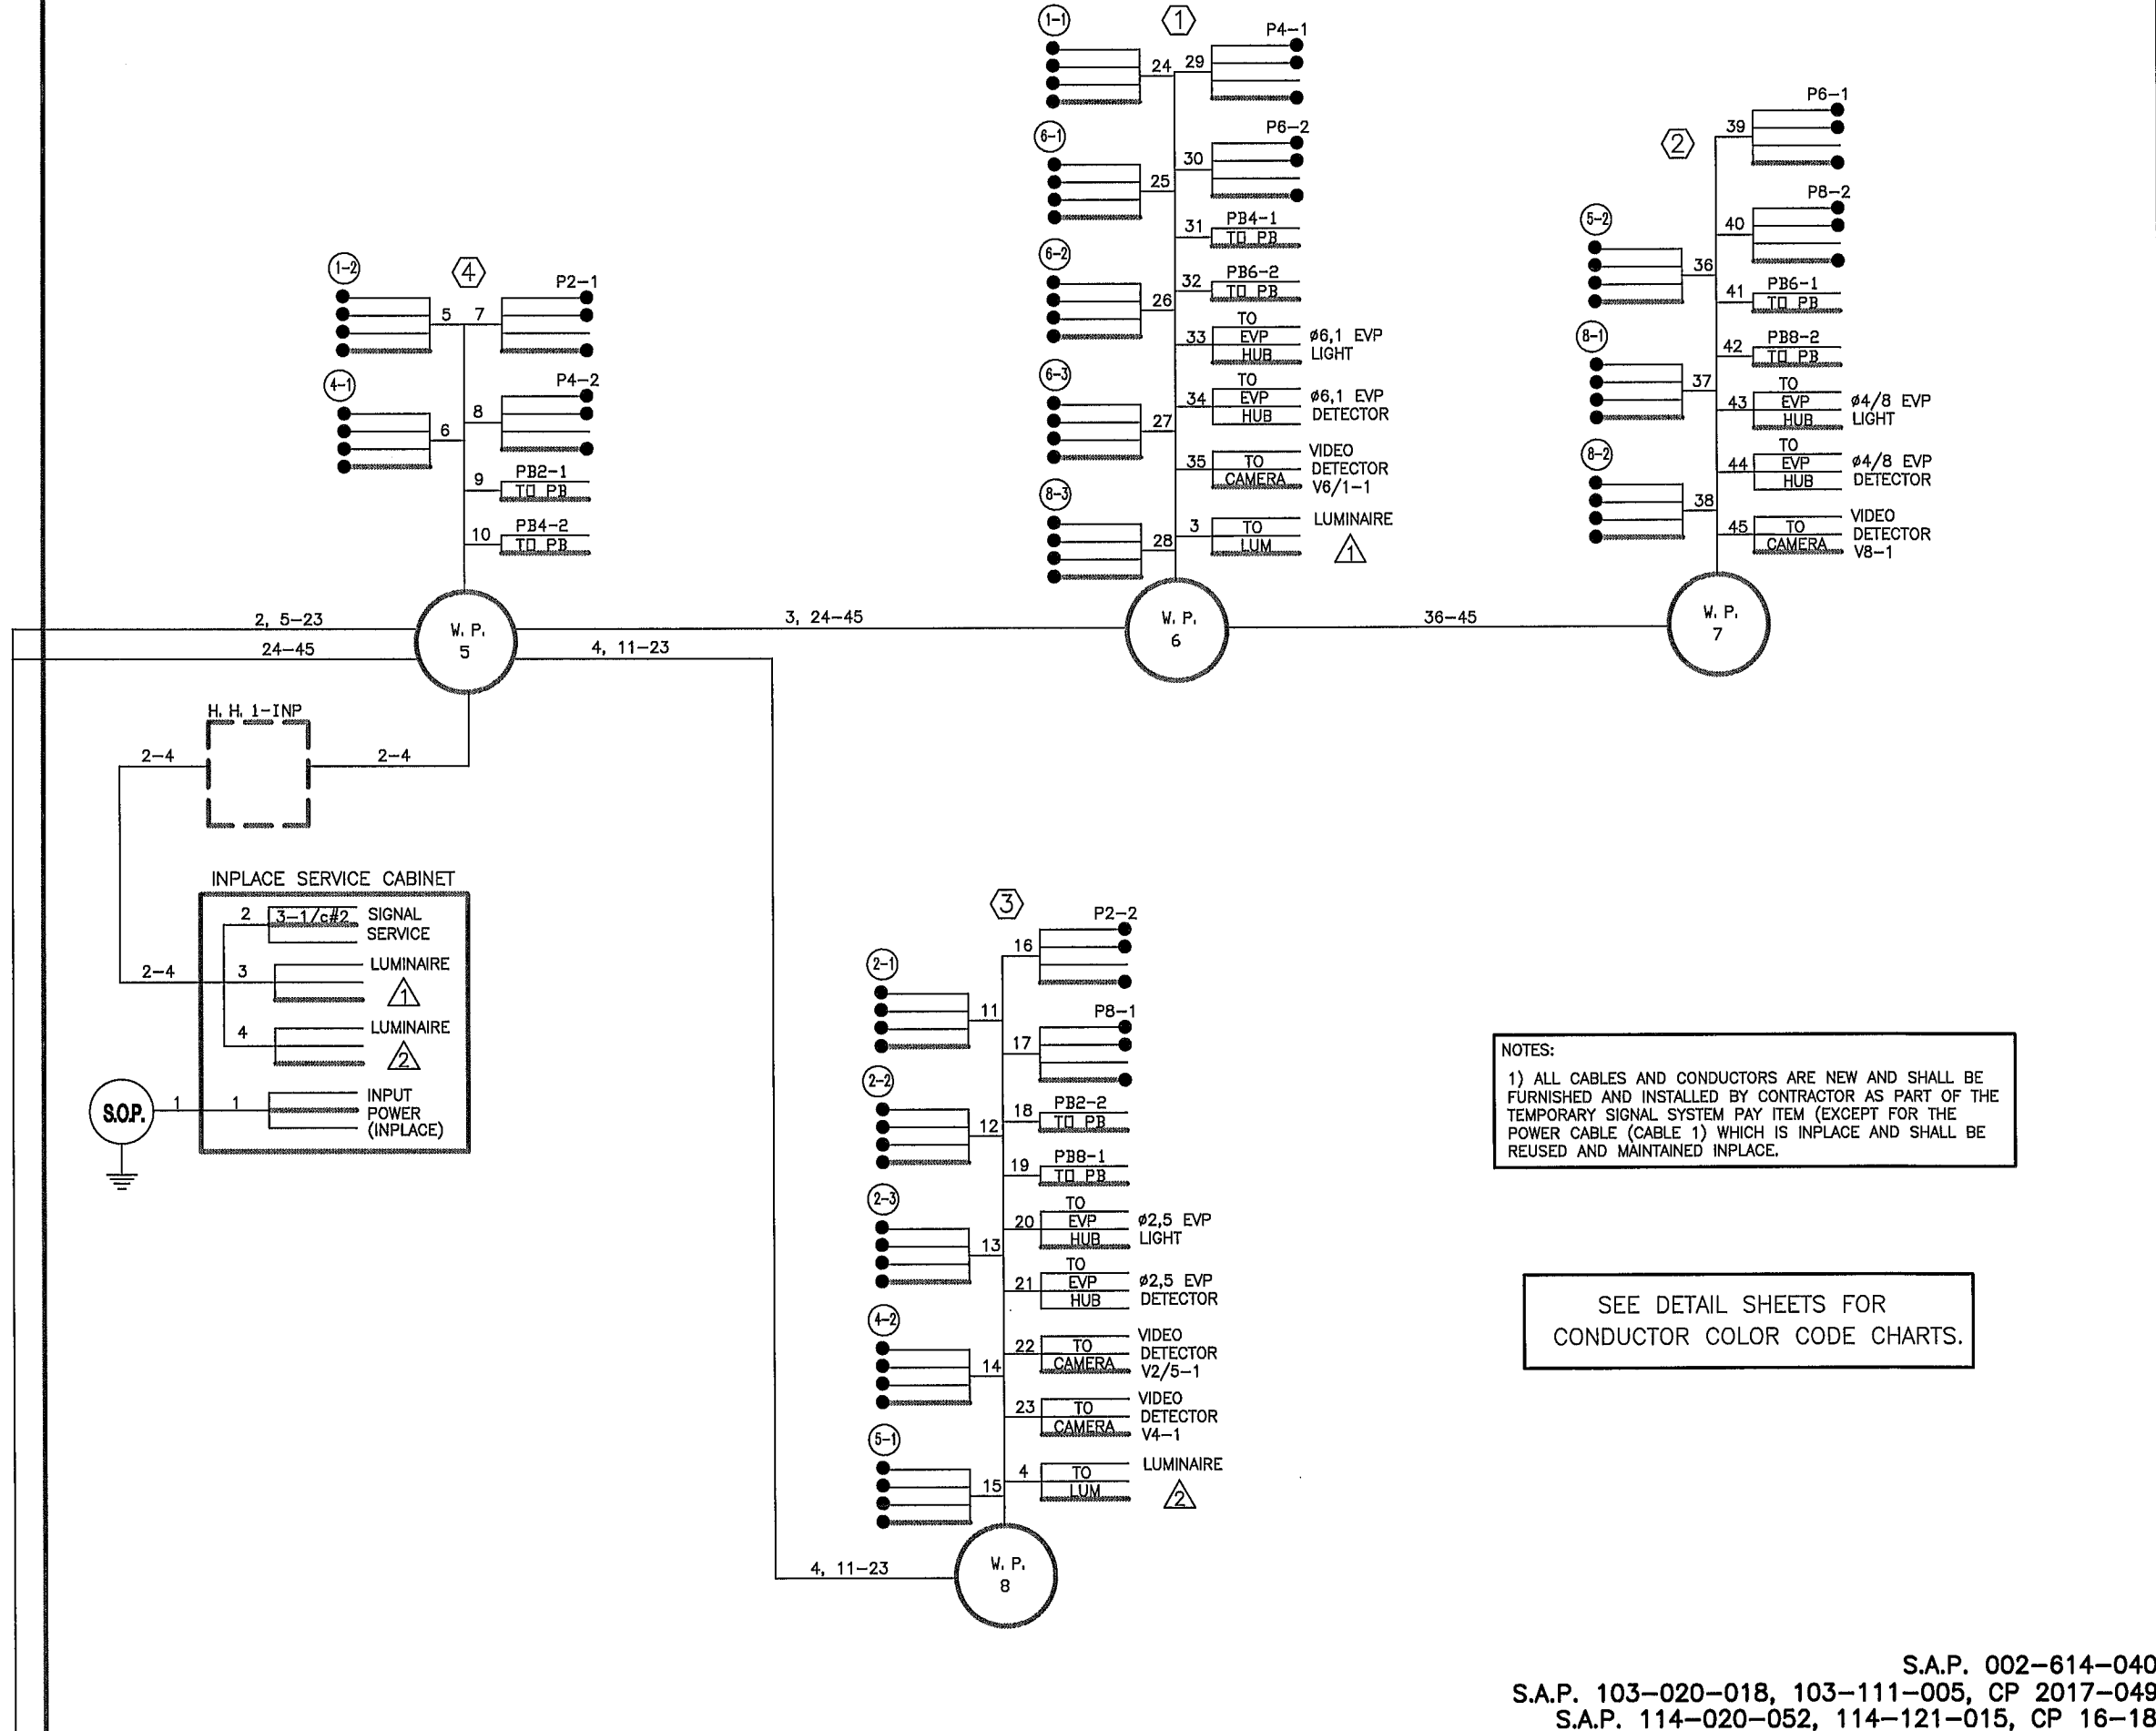 1-1
1
P4-1
24
29
6-1
P6-2
30
25
31
PB4-1
TO PB
6-2
32
PB6-2
TO PB
26
33
TO
EVP
HUB
ø6,1 EVP
LIGHT
6-3
34
TO
EVP
HUB
ø6,1 EVP
DETECTOR
27
35
TO
CAMERA
VIDEO
DETECTOR
V6/1-1
8-3
28
3
TO
LUM
LUMINAIRE
1
W. P.
6
2
P6-1
39
P8-2
40
5-2
36
41
PB6-1
TO PB
8-1
42
PB8-2
TO PB
37
43
TO
EVP
HUB
ø4/8 EVP
LIGHT
8-2
44
TO
EVP
HUB
ø4/8 EVP
DETECTOR
38
45
TO
CAMERA
VIDEO
DETECTOR
V8-1
W. P.
7
1-2
4
P2-1
5
7
4-1
P4-2
8
6
9
PB2-1
TO PB
10
PB4-2
TO PB
W. P.
5
2, 5-23
24-45
3, 24-45
4, 11-23
36-45
H. H. 1-INP
2-4
2-4
INPLACE SERVICE CABINET
2
3-1/c#2
SIGNAL
SERVICE
2-4
3
LUMINAIRE
1
4
LUMINAIRE
2
S.O.P.
1
1
INPUT
POWER
(INPLACE)
3
P2-2
16
2-1
11
P8-1
17
2-2
12
18
PB2-2
TO PB
19
PB8-1
TO PB
2-3
13
20
TO
EVP
HUB
ø2,5 EVP
LIGHT
21
TO
EVP
HUB
ø2,5 EVP
DETECTOR
4-2
14
22
TO
CAMERA
VIDEO
DETECTOR
V2/5-1
23
TO
CAMERA
VIDEO
DETECTOR
V4-1
5-1
15
4
TO
LUM
LUMINAIRE
2
4, 11-23
W. P.
8
NOTES:
1) ALL CABLES AND CONDUCTORS ARE NEW AND SHALL BE
FURNISHED AND INSTALLED BY CONTRACTOR AS PART OF THE
TEMPORARY SIGNAL SYSTEM PAY ITEM (EXCEPT FOR THE
POWER CABLE (CABLE 1) WHICH IS INPLACE AND SHALL BE
REUSED AND MAINTAINED INPLACE.
SEE DETAIL SHEETS FOR
CONDUCTOR COLOR CODE CHARTS.
S.A.P. 002-614-040
S.A.P. 103-020-018, 103-111-005, CP 2017-049
S.A.P. 114-020-052, 114-121-015, CP 16-18